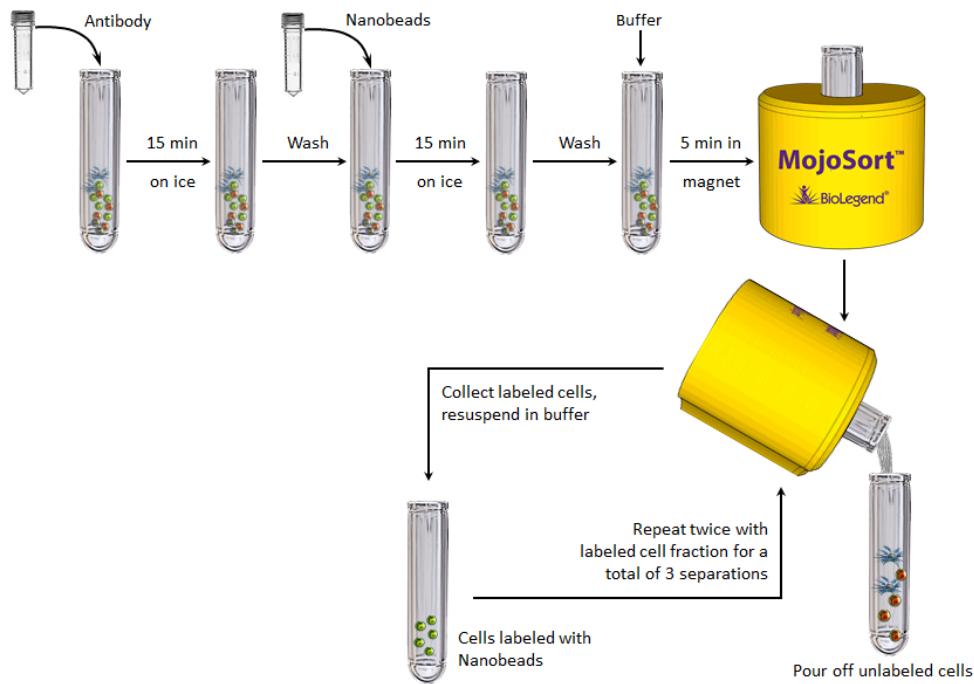 Antibody
Nanobeads
Buffer
15 min
on ice
Wash
15 min
on ice
Wash
5 min in
magnet
MojoSort™
BioLegend®
Collect labeled cells,
resuspend in buffer
Repeat twice with
labeled cell fraction for a
total of 3 separations
Cells labeled with
Nanobeads
Pour off unlabeled cells